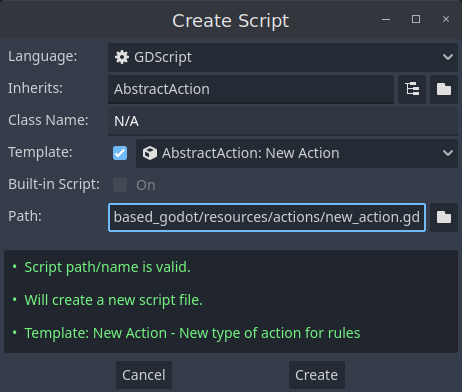 Create Script
Language: GDScript
Inherits: AbstractAction
Class Name: N/A
Template: AbstractAction: New Action
Built-in Script: On
Path: based_godot/resources/actions/new_action.gd
• Script path/name is valid.
• Will create a new script file.
• Template: New Action - New type of action for rules
Cancel Create